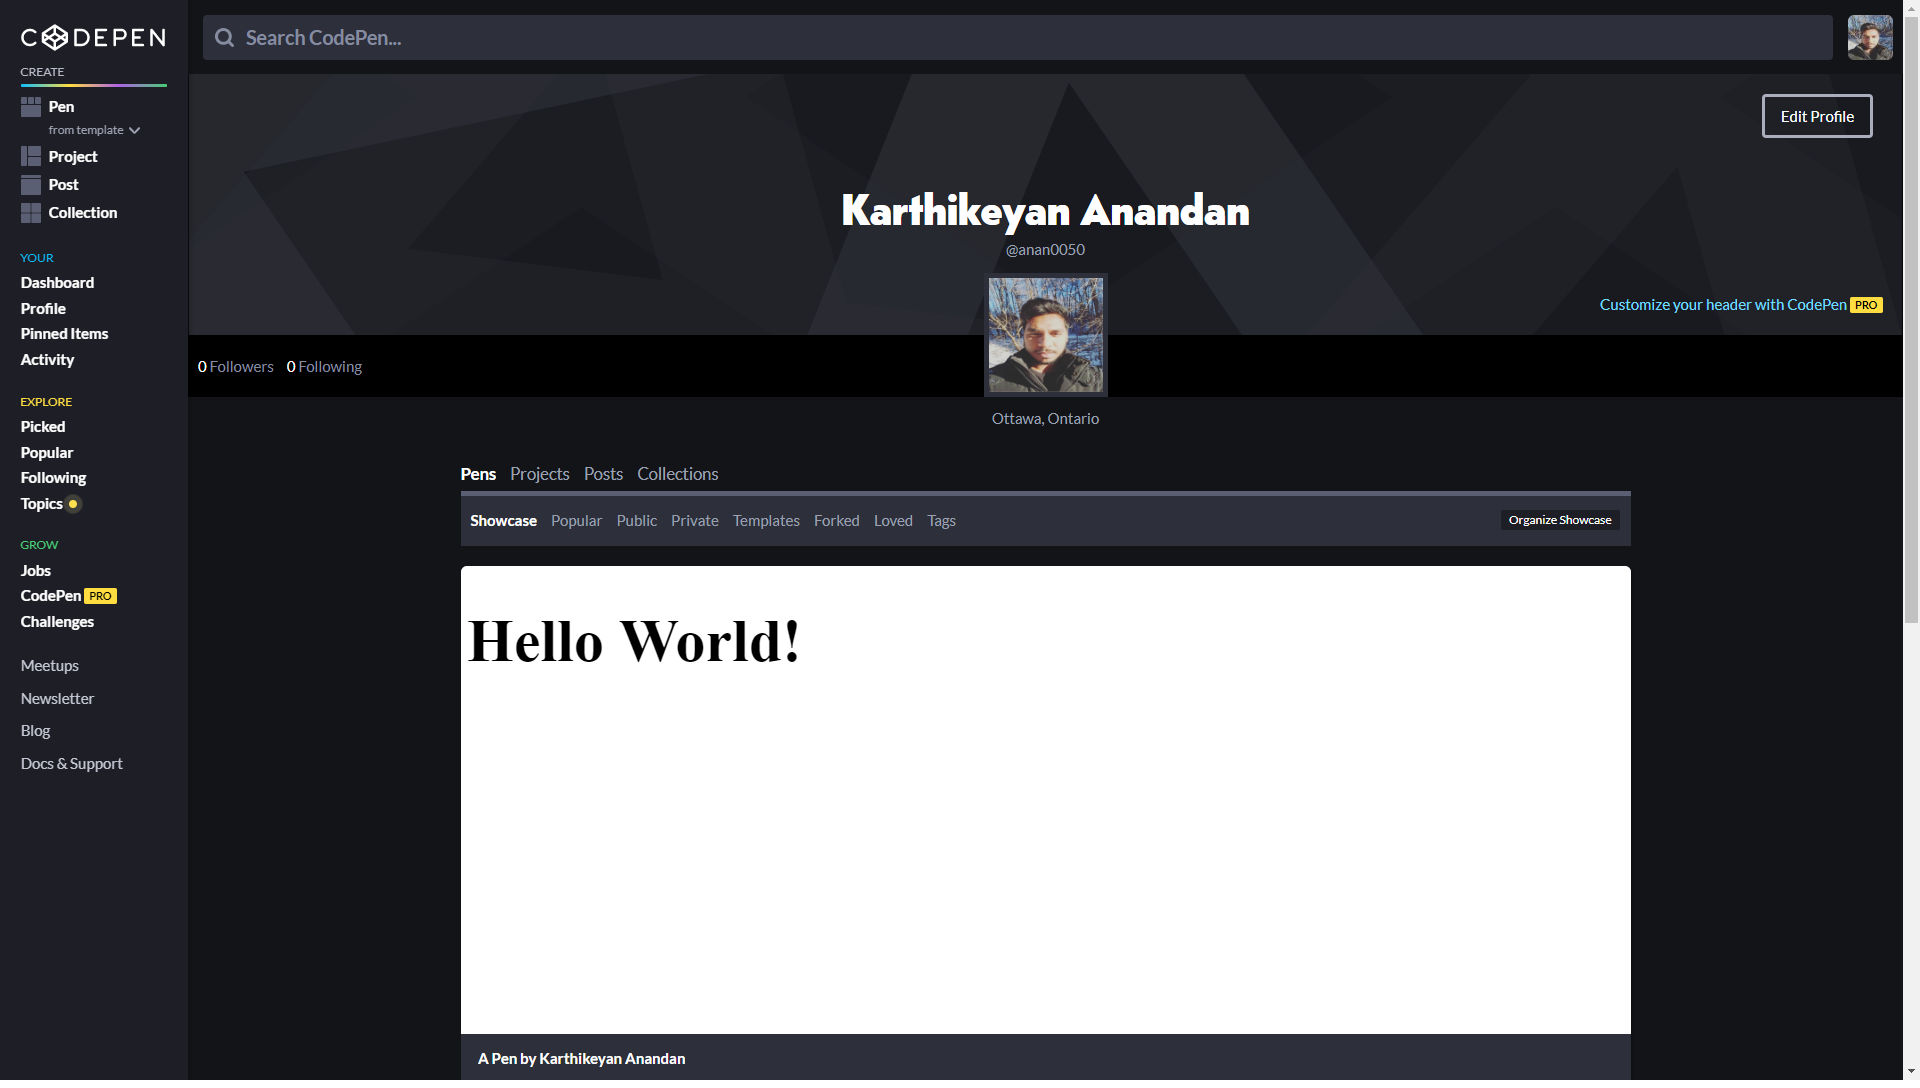 CODEPEN
CREATE
Pen
from template
Project
Post
Collection
YOUR
Dashboard
Profile
Pinned Items
Activity
EXPLORE
Picked
Popular
Following
Topics
GROW
Jobs
CodePen PRO
Challenges
Meetups
Newsletter
Blog
Docs & Support
Search CodePen...
Edit Profile
Karthikeyan Anandan
@anan0050
Customize your header with CodePen PRO
0 Followers 0 Following
Ottawa, Ontario
Pens Projects Posts Collections
Showcase Popular Public Private Templates Forked Loved Tags Organize Showcase
Hello World!
A Pen by Karthikeyan Anandan